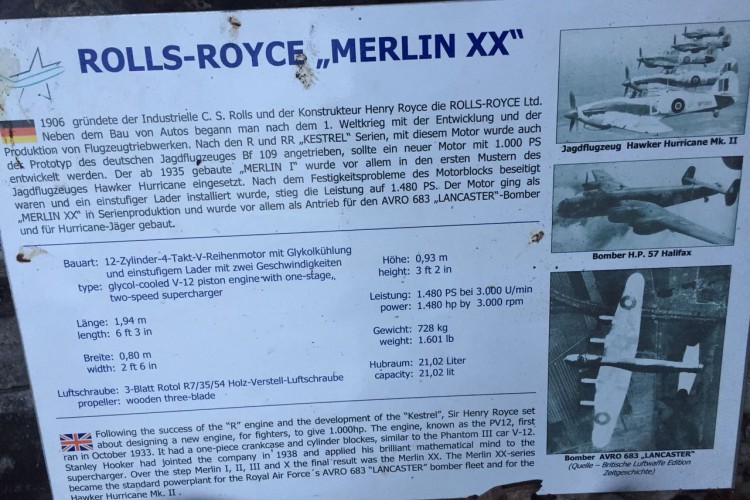 ROLLS-ROYCE „MERLIN XX“
1906 gründete der Industrielle C. S. Rolls und der Konstrukteur Henry Royce die ROLLS-ROYCE Ltd.
Neben dem Bau von Autos begann man nach dem 1. Weltkrieg mit der Entwicklung und der
Produktion von Flugzeugtriebwerken. Nach den R und RR „KESTREL“ Serien, mit diesem Motor wurde auch
der Prototyp des deutschen Jagdflugzeuges Bf 109 angetrieben, sollte ein neuer Motor mit 1.000 PS
entwickelt werden. Der ab 1935 gebaute „MERLIN I“ wurde vor allem in den ersten Mustern des
Jagdflugzeuges Hawker Hurricane eingesetzt. Nach dem Festigkeitsprobleme des Motorblocks beseitigt
waren und ein einstufiger Lader installiert wurde, stieg die Leistung auf 1.480 PS. Der Motor ging als
„MERLIN XX“ in Serienproduktion und wurde vor allem als Antrieb für den AVRO 683 „LANCASTER“-Bomber
und für Hurricane-Jäger gebaut.
Bauart: 12-Zylinder-4-Takt-V-Reihenmotor mit Glykolkühlung
und einstufigem Lader mit zwei Geschwindigkeiten
type: glycol-cooled V-12 piston engine with one-stage,
two-speed supercharger
Länge: 1,94 m
length: 6 ft 3 in
Breite: 0,80 m
width: 2 ft 6 in
Luftschraube: 3-Blatt Rotol R7/35/54 Holz-Verstell-Luftschraube
propeller: wooden three-blade
Höhe: 0,93 m
height: 3 ft 2 in
Leistung: 1.480 PS bei 3.000 U/min
power: 1.480 hp by 3.000 rpm
Gewicht: 728 kg
weight: 1.601 lb
Hubraum: 21,02 Liter
capacity: 21,02 lit
Following the success of the “R” engine and the development of the “Kestrel”, Sir Henry Royce set
about designing a new engine, for fighters, to give 1.000hp. The engine, known as the PV12, first
ran in October 1933. It had a one-piece crankcase and cylinder blockes, similar to the Phantom III car V-12.
Stanley Hooker had jointed the company in 1938 and applied his brilliant mathematical mind to the
supercharger. Over the step Merlin I, II, III and X the final result was the Merlin XX. The Merlin XX-series
became the standard powerplant for the Royal Air Force´s AVRO 683 “LANCASTER” bomber fleet and for the
Hawker Hurricane Mk. II .
Jagdflugzeug Hawker Hurricane Mk. II
Bomber H.P. 57 Halifax
Bomber AVRO 683 „LANCASTER“
(Quelle – Britische Luftwaffe Edition
Zeitgeschichte)